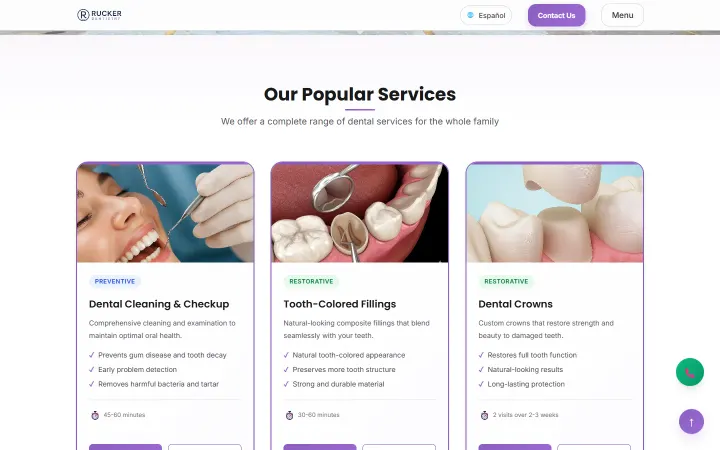 RUCKER
DENTISTRY
Español
Contact Us
Menu
Our Popular Services
We offer a complete range of dental services for the whole family
PREVENTIVE
Dental Cleaning & Checkup
Comprehensive cleaning and examination to
maintain optimal oral health.
✓ Prevents gum disease and tooth decay
✓ Early problem detection
✓ Removes harmful bacteria and tartar
45-60 minutes
RESTORATIVE
Tooth-Colored Fillings
Natural-looking composite fillings that blend
seamlessly with your teeth.
✓ Natural tooth-colored appearance
✓ Preserves more tooth structure
✓ Strong and durable material
30-60 minutes
RESTORATIVE
Dental Crowns
Custom crowns that restore strength and
beauty to damaged teeth.
✓ Restores full tooth function
✓ Natural-looking results
✓ Long-lasting protection
2 visits over 2-3 weeks
↑